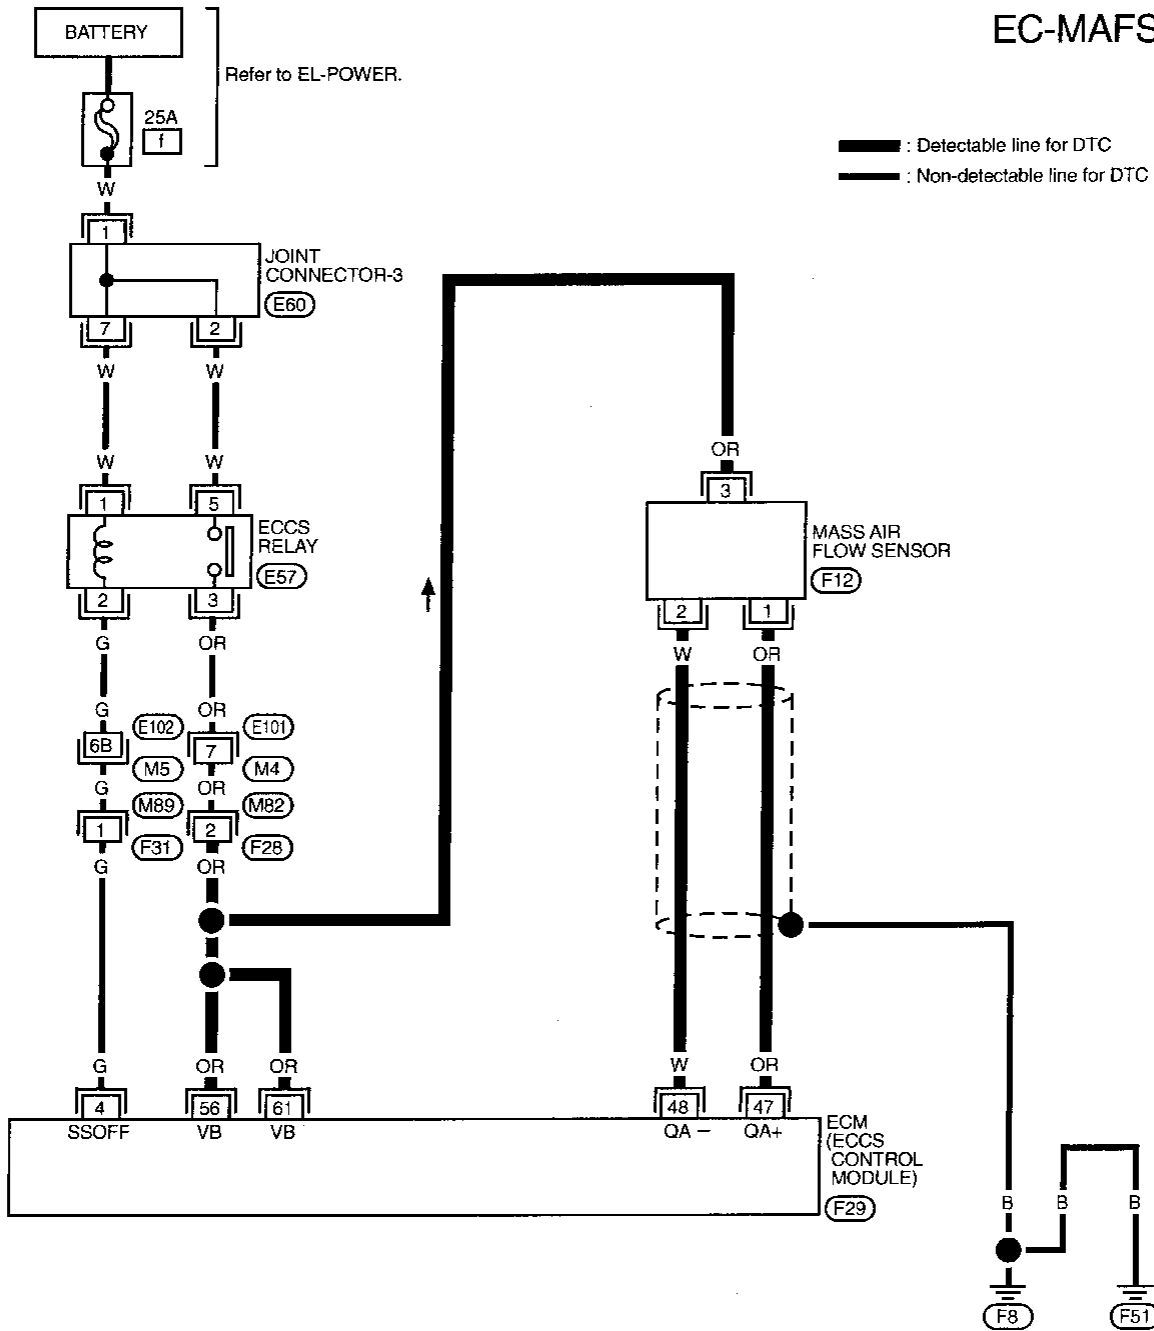 EC-MAFS
BATTERY
Refer to EL-POWER.
25A
f
: Detectable line for DTC
: Non-detectable line for DTC
W
1
JOINT
CONNECTOR-3
E60
7 2
W W
W W
1 5
ECCS
RELAY
E57
2 3
G OR
G OR
E102 E101
6B 7
M5 M4
G OR
M89 M82
1 2
F31 F28
G OR
OR
3
MASS AIR
FLOW SENSOR
F12
2 1
W OR
G OR OR W OR
4 56 61 48 47
SSOFF VB VB QA − QA+
ECM
(ECCS
CONTROL
MODULE)
F29
B B B
F8 F51